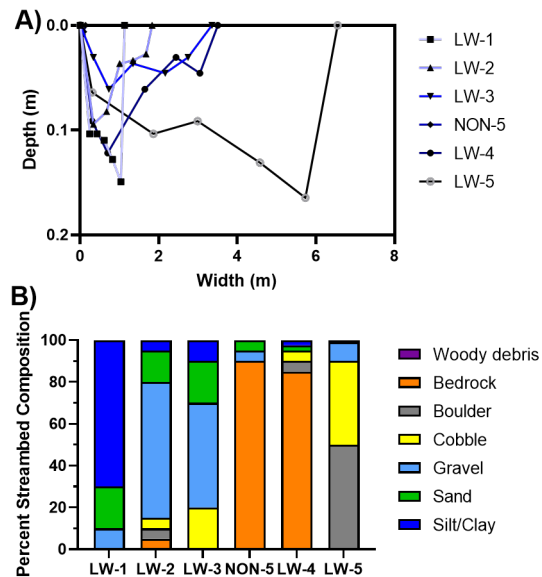 A)
0.0
0.1
0.2
Depth (m)
0 2 4 6 8
Width (m)
LW-1
LW-2
LW-3
NON-5
LW-4
LW-5
B)
100
80
60
40
20
0
Percent Streambed Composition
LW-1 LW-2 LW-3 NON-5 LW-4 LW-5
Woody debris
Bedrock
Boulder
Cobble
Gravel
Sand
Silt/Clay